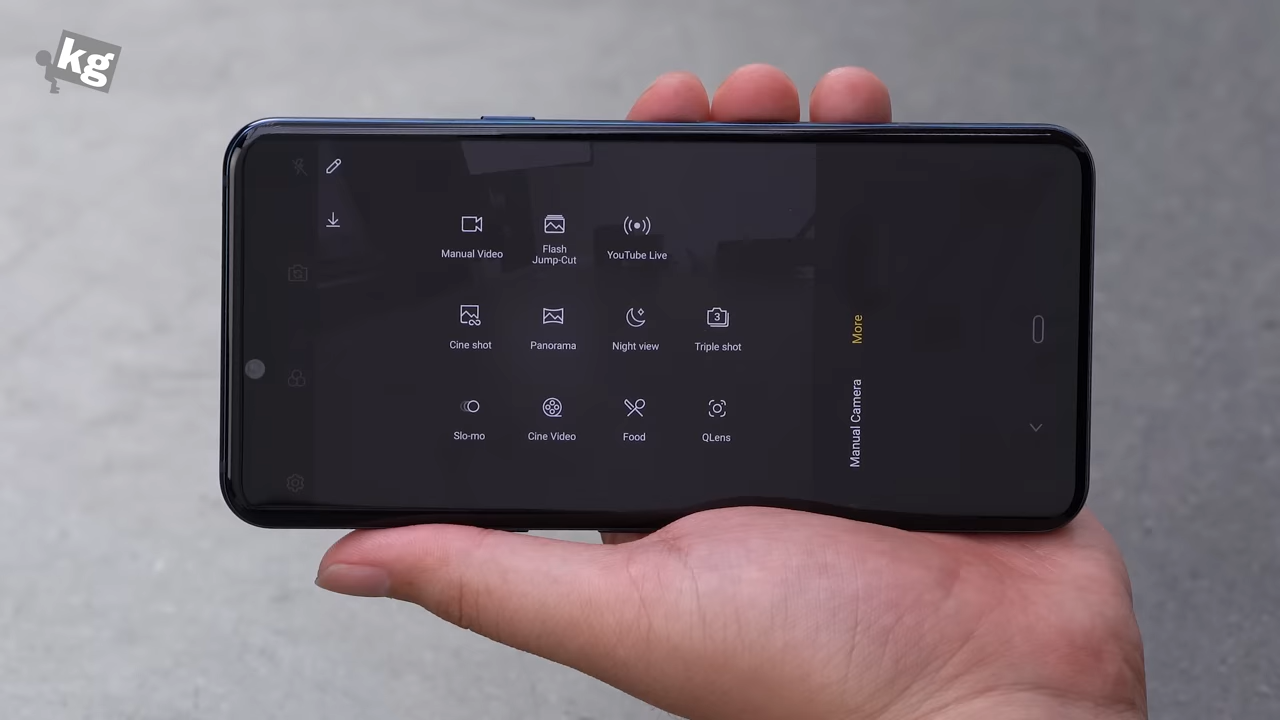 kg
Manual Video
Flash
Jump-Cut
YouTube Live
Cine shot
Panorama
Night view
3
Triple shot
Slo-mo
Cine Video
Food
QLens
More
Manual Camera